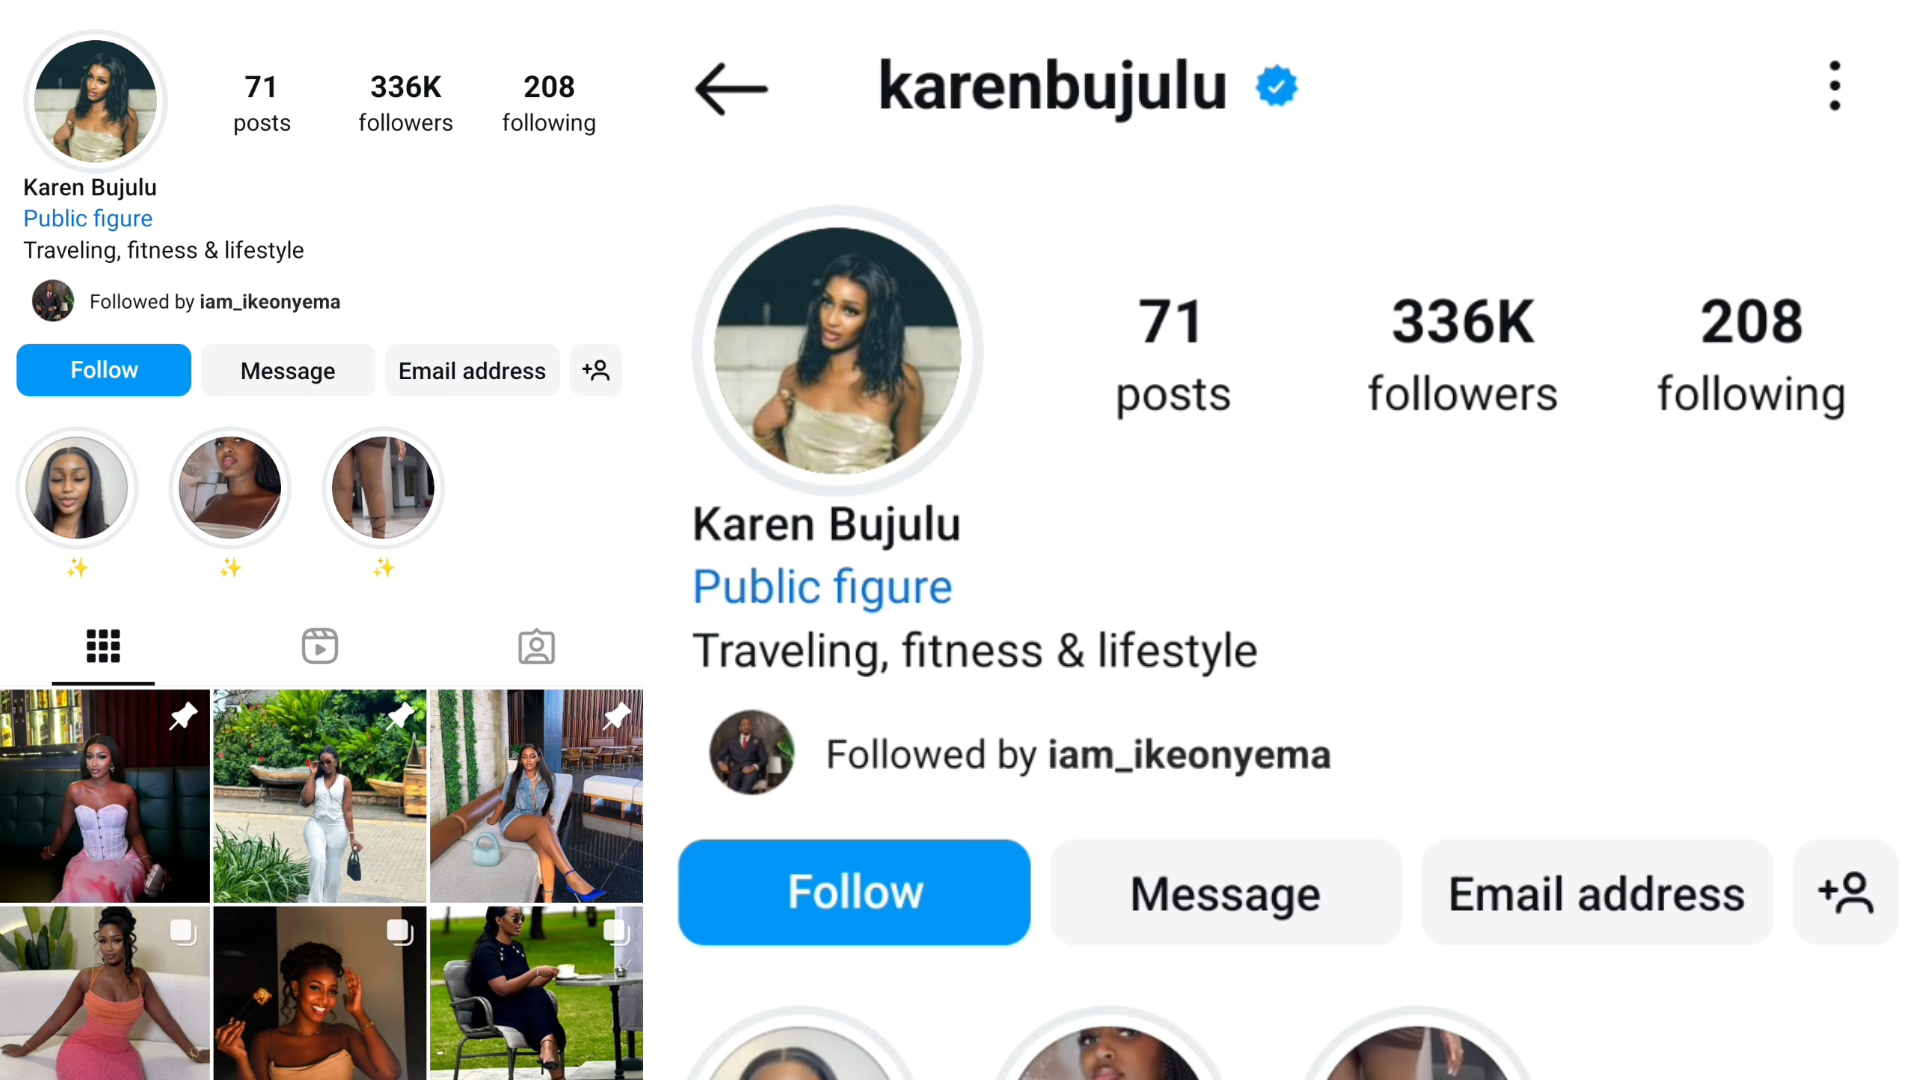 71 336K 208
posts followers following
Karen Bujulu
Public figure
Traveling, fitness & lifestyle
Followed by iam_ikeonyema
Follow Message Email address
✨ ✨ ✨
karenbujulu
71 336K 208
posts followers following
Karen Bujulu
Public figure
Traveling, fitness & lifestyle
Followed by iam_ikeonyema
Follow Message Email address